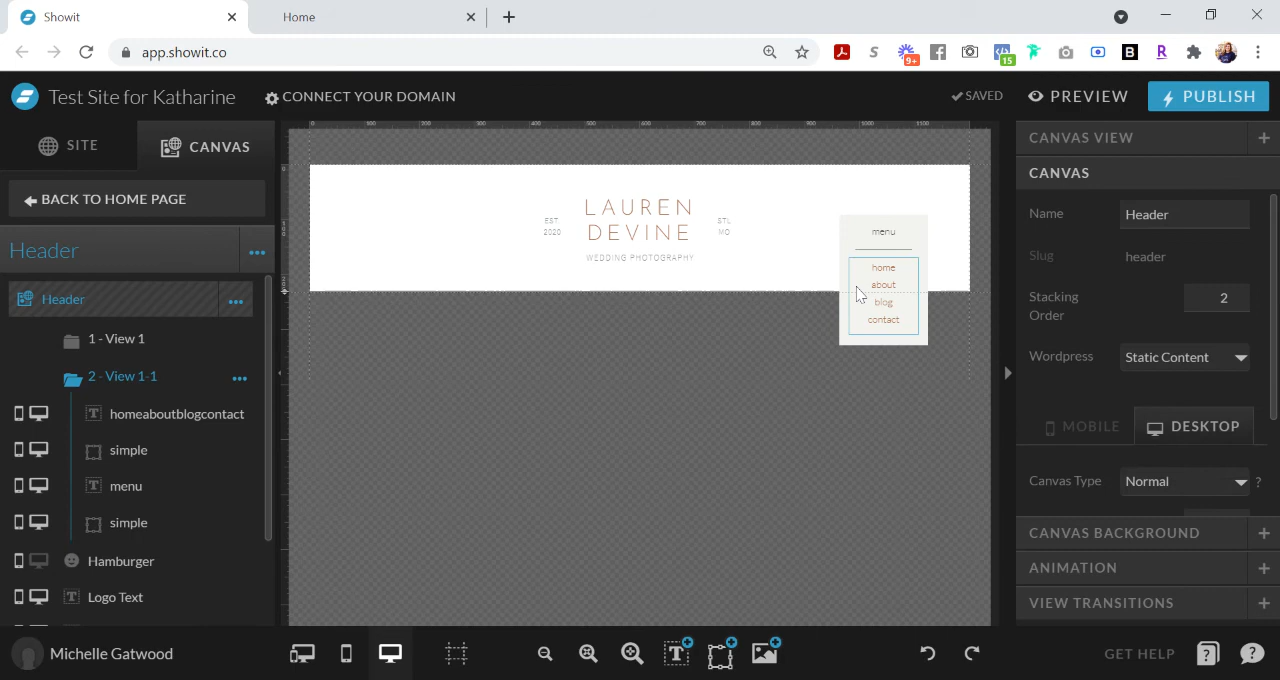 Showit
Home
app.showit.co
9+
15
B
R
Test Site for Katharine
CONNECT YOUR DOMAIN
SAVED
PREVIEW
PUBLISH
SITE
CANVAS
BACK TO HOME PAGE
Header
Header
1 - View 1
2 - View 1-1
homeaboutblogcontact
simple
menu
simple
Hamburger
Logo Text
EST
2020
LAUREN
DEVINE
WEDDING PHOTOGRAPHY
STL
MO
menu
home
about
blog
contact
CANVAS VIEW
CANVAS
Name
Header
Slug
header
Stacking
Order
2
Wordpress
Static Content
MOBILE
DESKTOP
Canvas Type
Normal
?
CANVAS BACKGROUND
ANIMATION
VIEW TRANSITIONS
Michelle Gatwood
GET HELP